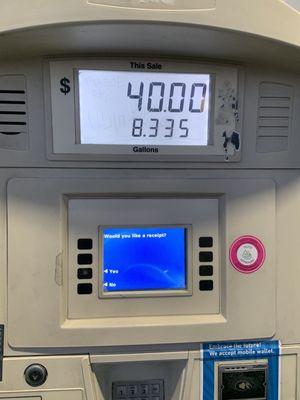 This Sale
$ 40.00
8.335
Gallons
Would you like a receipt?
Yes
No
Embrace the future!
We accept mobile wallet.